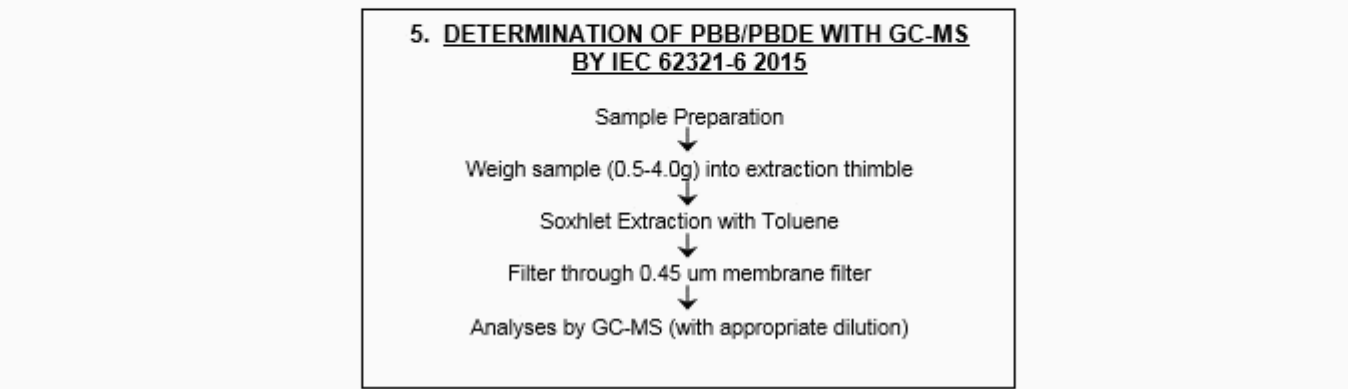 5. DETERMINATION OF PBB/PBDE WITH GC-MS
BY IEC 62321-6 2015
Sample Preparation
Weigh sample (0.5-4.0g) into extraction thimble
Soxhlet Extraction with Toluene
Filter through 0.45 um membrane filter
Analyses by GC-MS (with appropriate dilution)